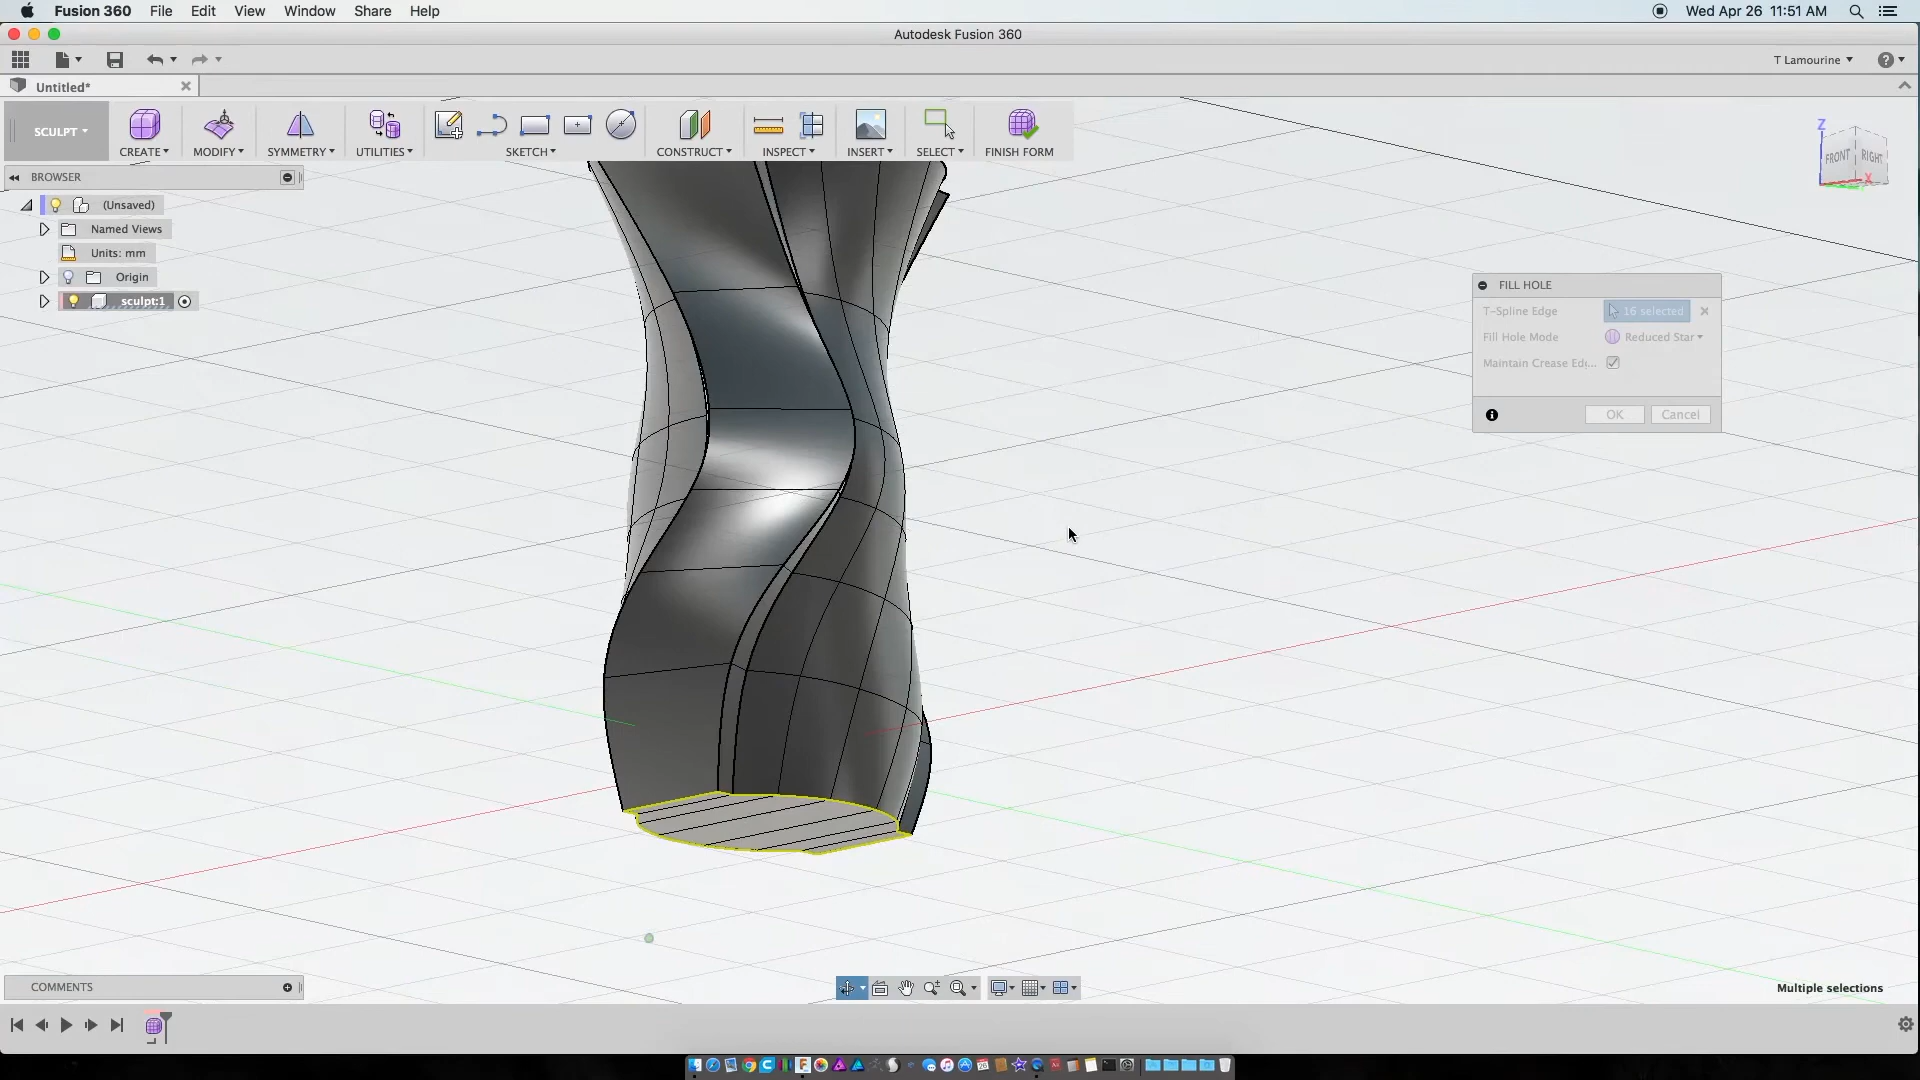 Fusion 360 File Edit View Window Share Help Wed Apr 26 11:51 AM
Autodesk Fusion 360
T Lamourine
Untitled*
SCULPT
CREATE MODIFY SYMMETRY UTILITIES SKETCH CONSTRUCT INSPECT INSERT SELECT FINISH FORM
Z
FRONT RIGHT
X
BROWSER
(Unsaved)
Named Views
Units: mm
Origin
sculpt:1
FILL HOLE
T-Spline Edge 16 selected
Fill Hole Mode Reduced Star
Maintain Crease Edg...
OK Cancel
COMMENTS
Multiple selections